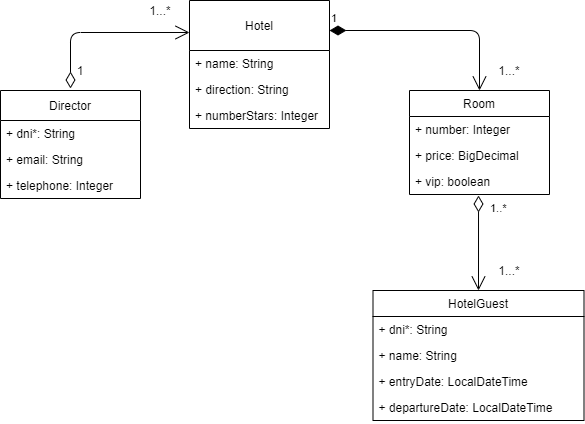 1...*
Hotel
1
+ name: String
+ direction: String
+ numberStars: Integer
1
Director
+ dni*: String
+ email: String
+ telephone: Integer
1...*
Room
+ number: Integer
+ price: BigDecimal
+ vip: boolean
1..*
1...*
HotelGuest
+ dni*: String
+ name: String
+ entryDate: LocalDateTime
+ departureDate: LocalDateTime